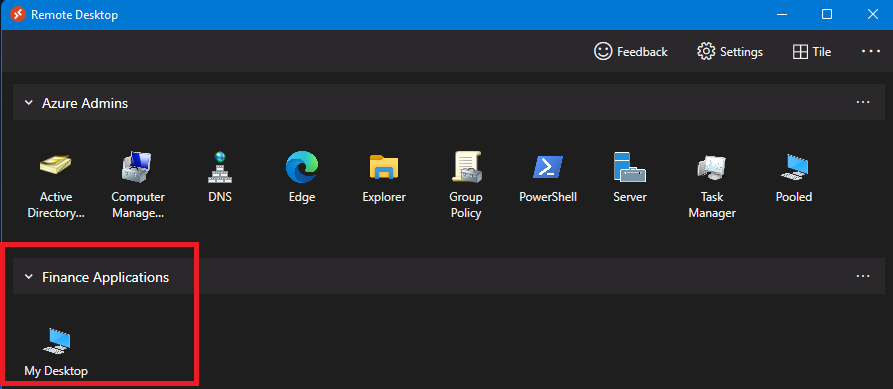 Remote Desktop
Feedback
Settings
Tile
Azure Admins
Active
Directory...
Computer
Manage...
DNS
Edge
Explorer
Group
Policy
PowerShell
Server
Task
Manager
Pooled
Finance Applications
My Desktop